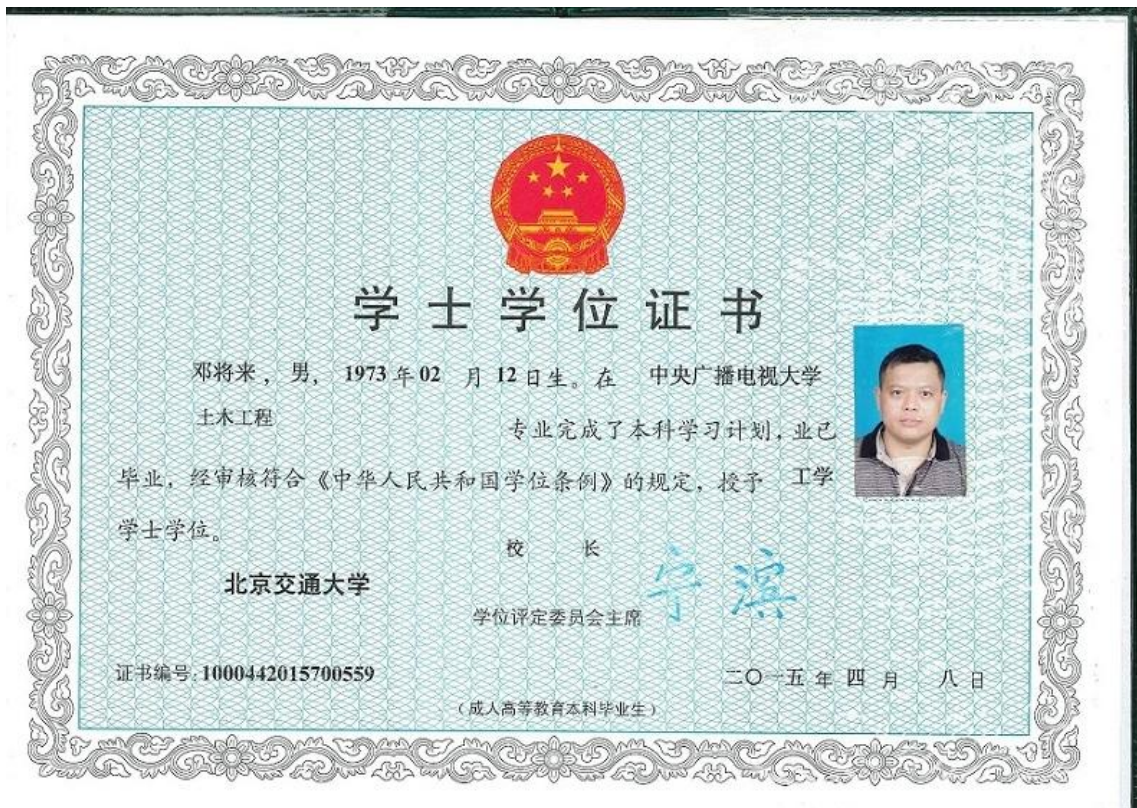 学士学位证书
邓将来，男， 1973年02月12日生。在 中央广播电视大学
土木工程 专业完成了本科学习计划，业已
毕业，经审核符合《中华人民共和国学位条例》的规定，授予 工学
学士学位。
校 长
宁滨
北京交通大学
学位评定委员会主席
证书编号：1000442015700559
二〇一五年四月八日
（成人高等教育本科毕业生）